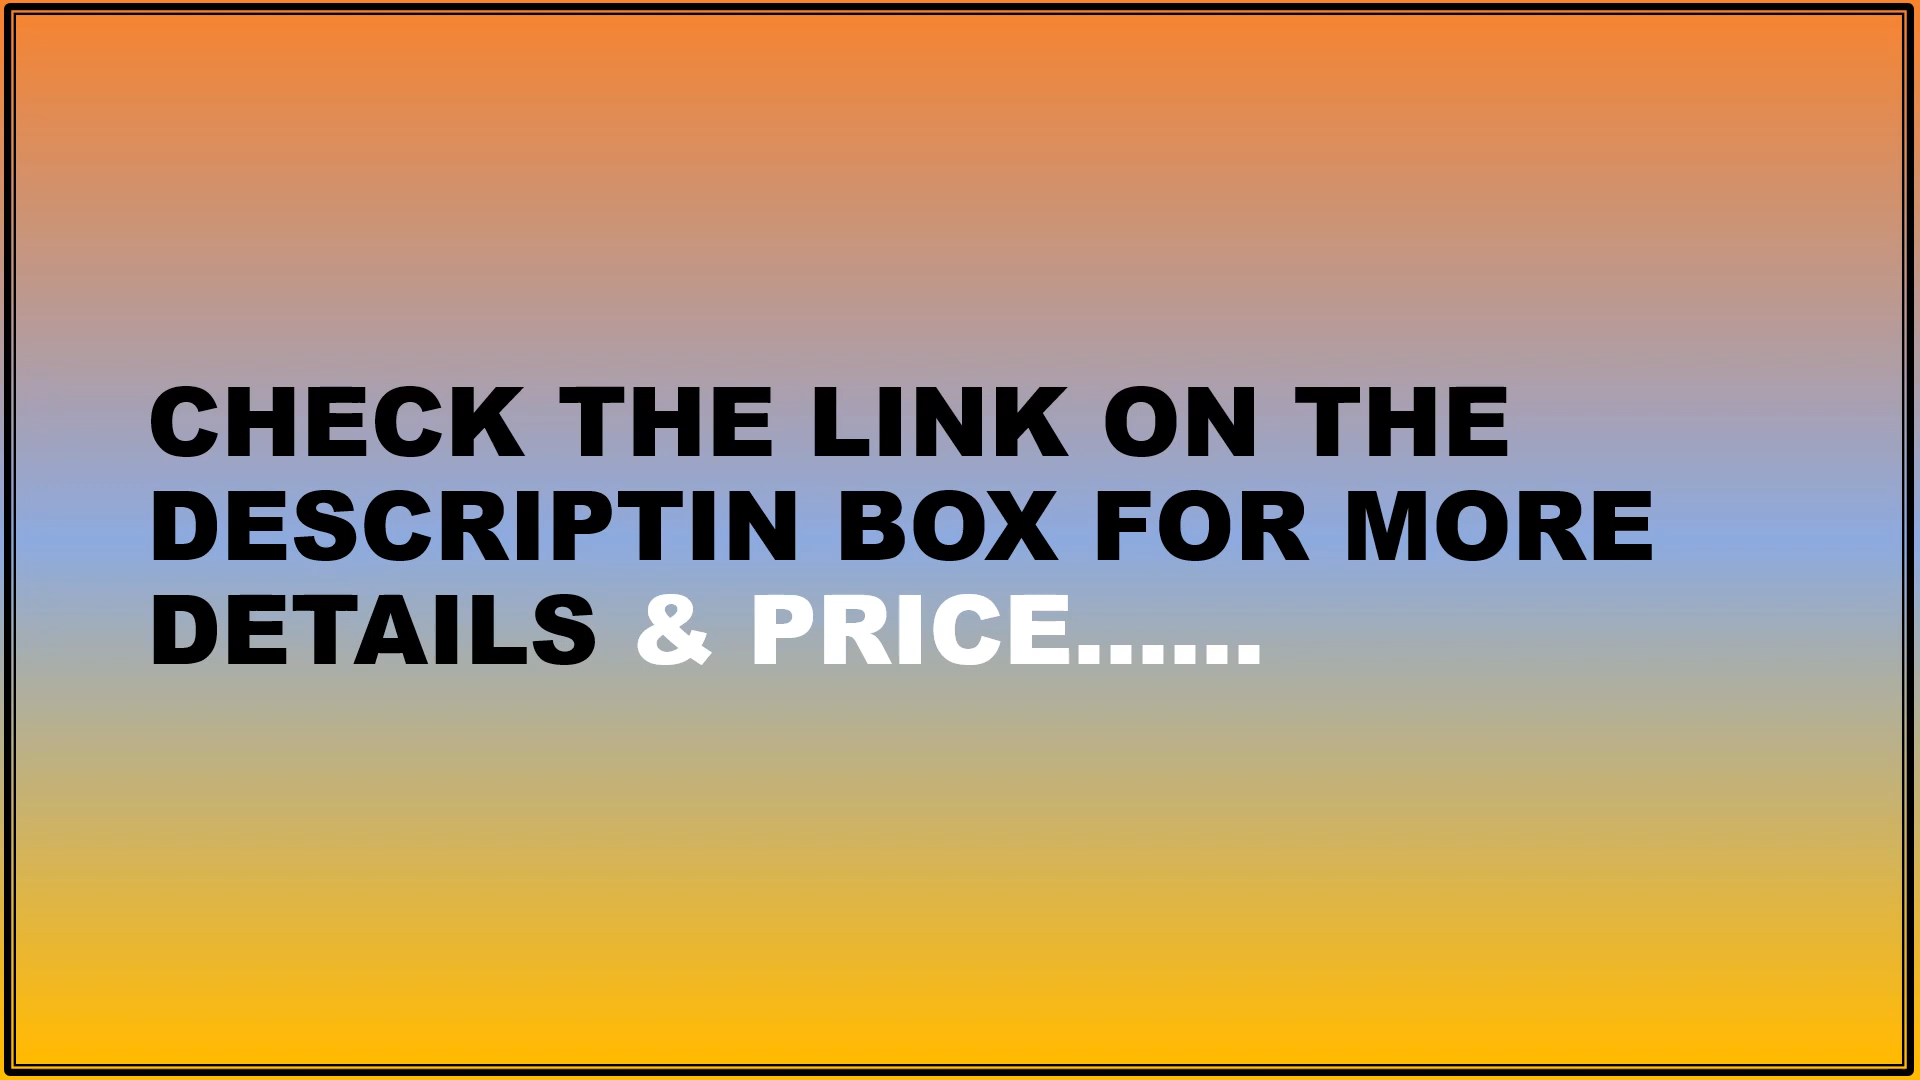 CHECK THE LINK ON THE
DESCRIPTIN BOX FOR MORE
DETAILS & PRICE......